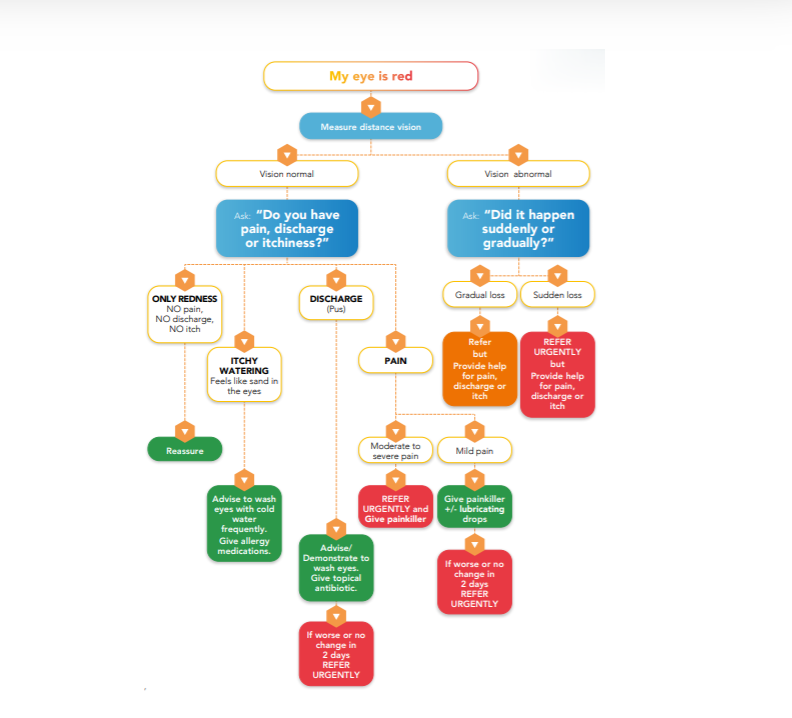 My eye is red
Measure distance vision
Vision normal
Vision abnormal
Ask: "Do you have
pain, discharge
or itchiness?"
Ask: "Did it happen
suddenly or
gradually?"
ONLY REDNESS
NO pain,
NO discharge,
NO itch
DISCHARGE
(Pus)
Gradual loss
Sudden loss
ITCHY
WATERING
Feels like sand in
the eyes
PAIN
Refer
but
Provide help
for pain,
discharge or
itch
REFER
URGENTLY
but
Provide help
for pain,
discharge or
itch
Reassure
Moderate to
severe pain
Mild pain
Advise to wash
eyes with cold
water
frequently.
Give allergy
medications.
REFER
URGENTLY and
Give painkiller
Give painkiller
+/- lubricating
drops
Advise/
Demonstrate to
wash eyes.
Give topical
antibiotic.
If worse or no
change in
2 days
REFER
URGENTLY
If worse or no
change in
2 days
REFER
URGENTLY